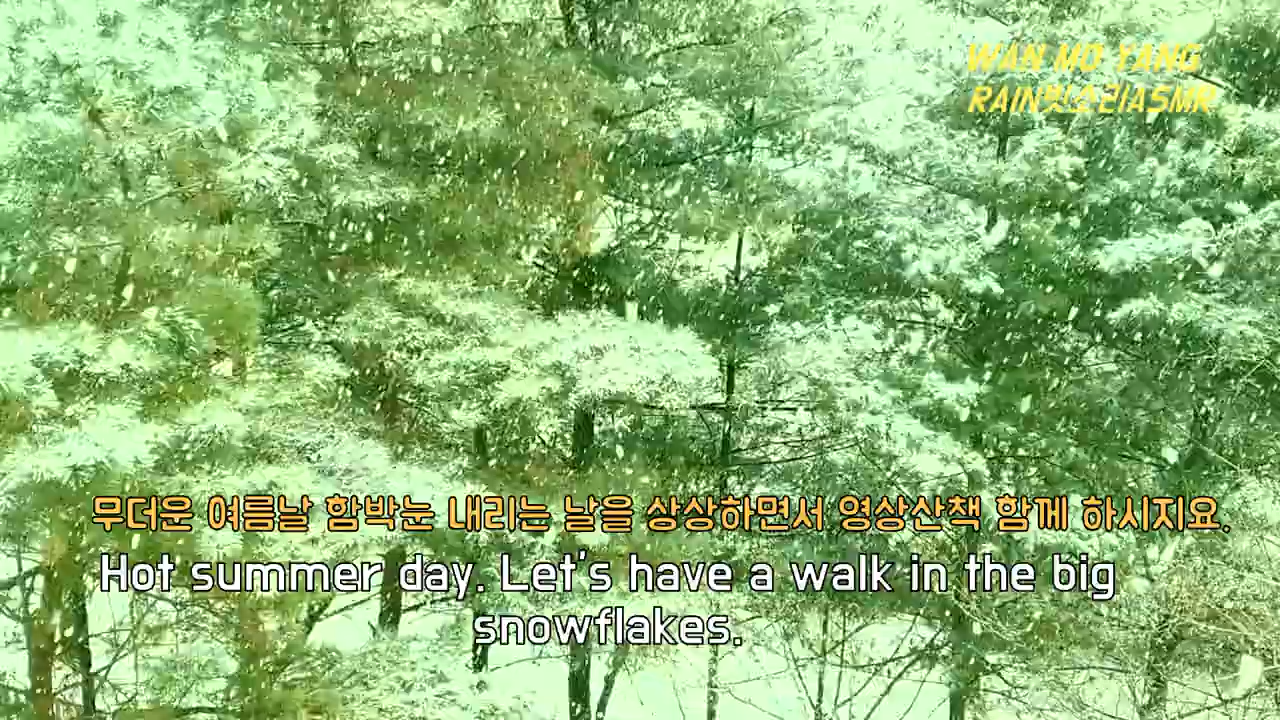 WAN MO YANG
RAIN빗소리ASMR
무더운 여름날 함박눈 내리는 날을 상상하면서 영상산책 함께 하시지요.
Hot summer day. Let's have a walk in the big
snowflakes.